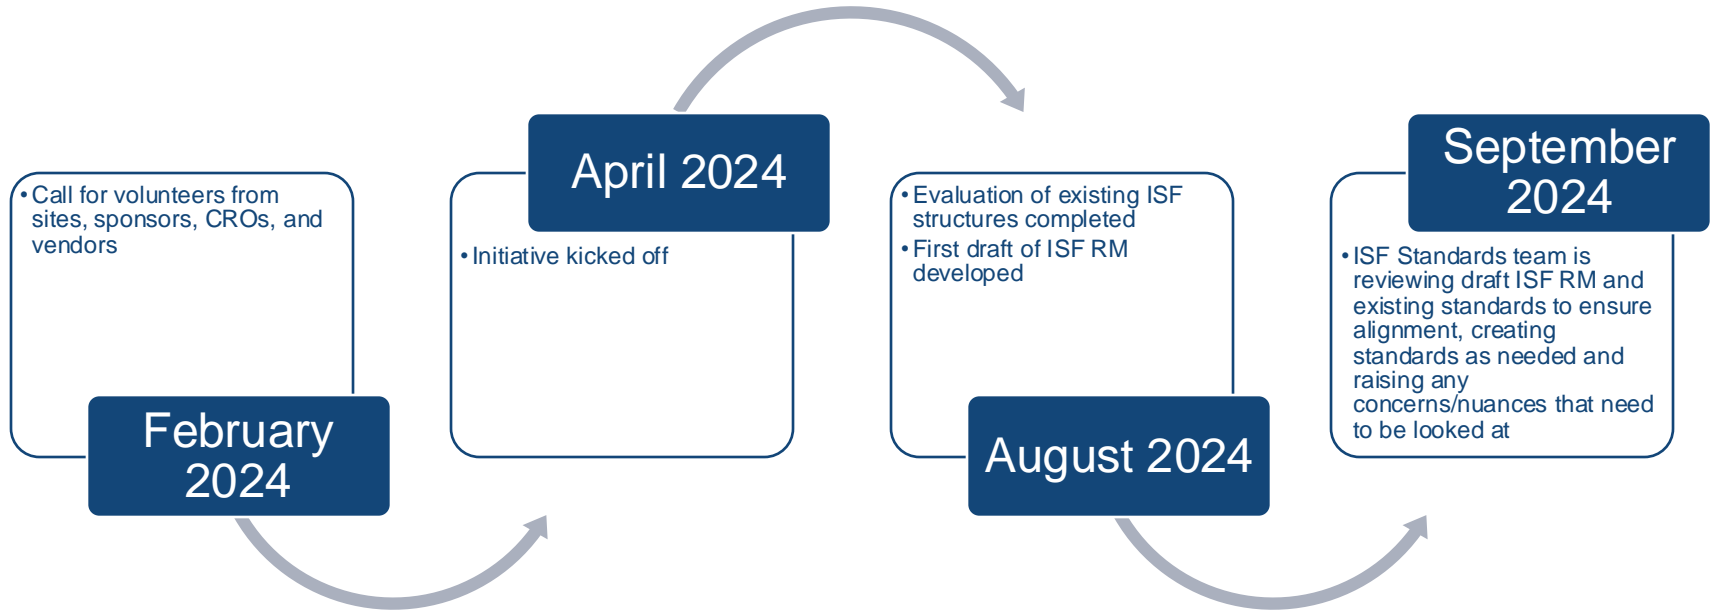 • Call for volunteers from
sites, sponsors, CROs, and
vendors
February
2024
April 2024
• Initiative kicked off
• Evaluation of existing ISF
structures completed
• First draft of ISF RM
developed
August 2024
September
2024
• ISF Standards team is
reviewing draft ISF RM and
existing standards to ensure
alignment, creating
standards as needed and
raising any
concerns/nuances that need
to be looked at